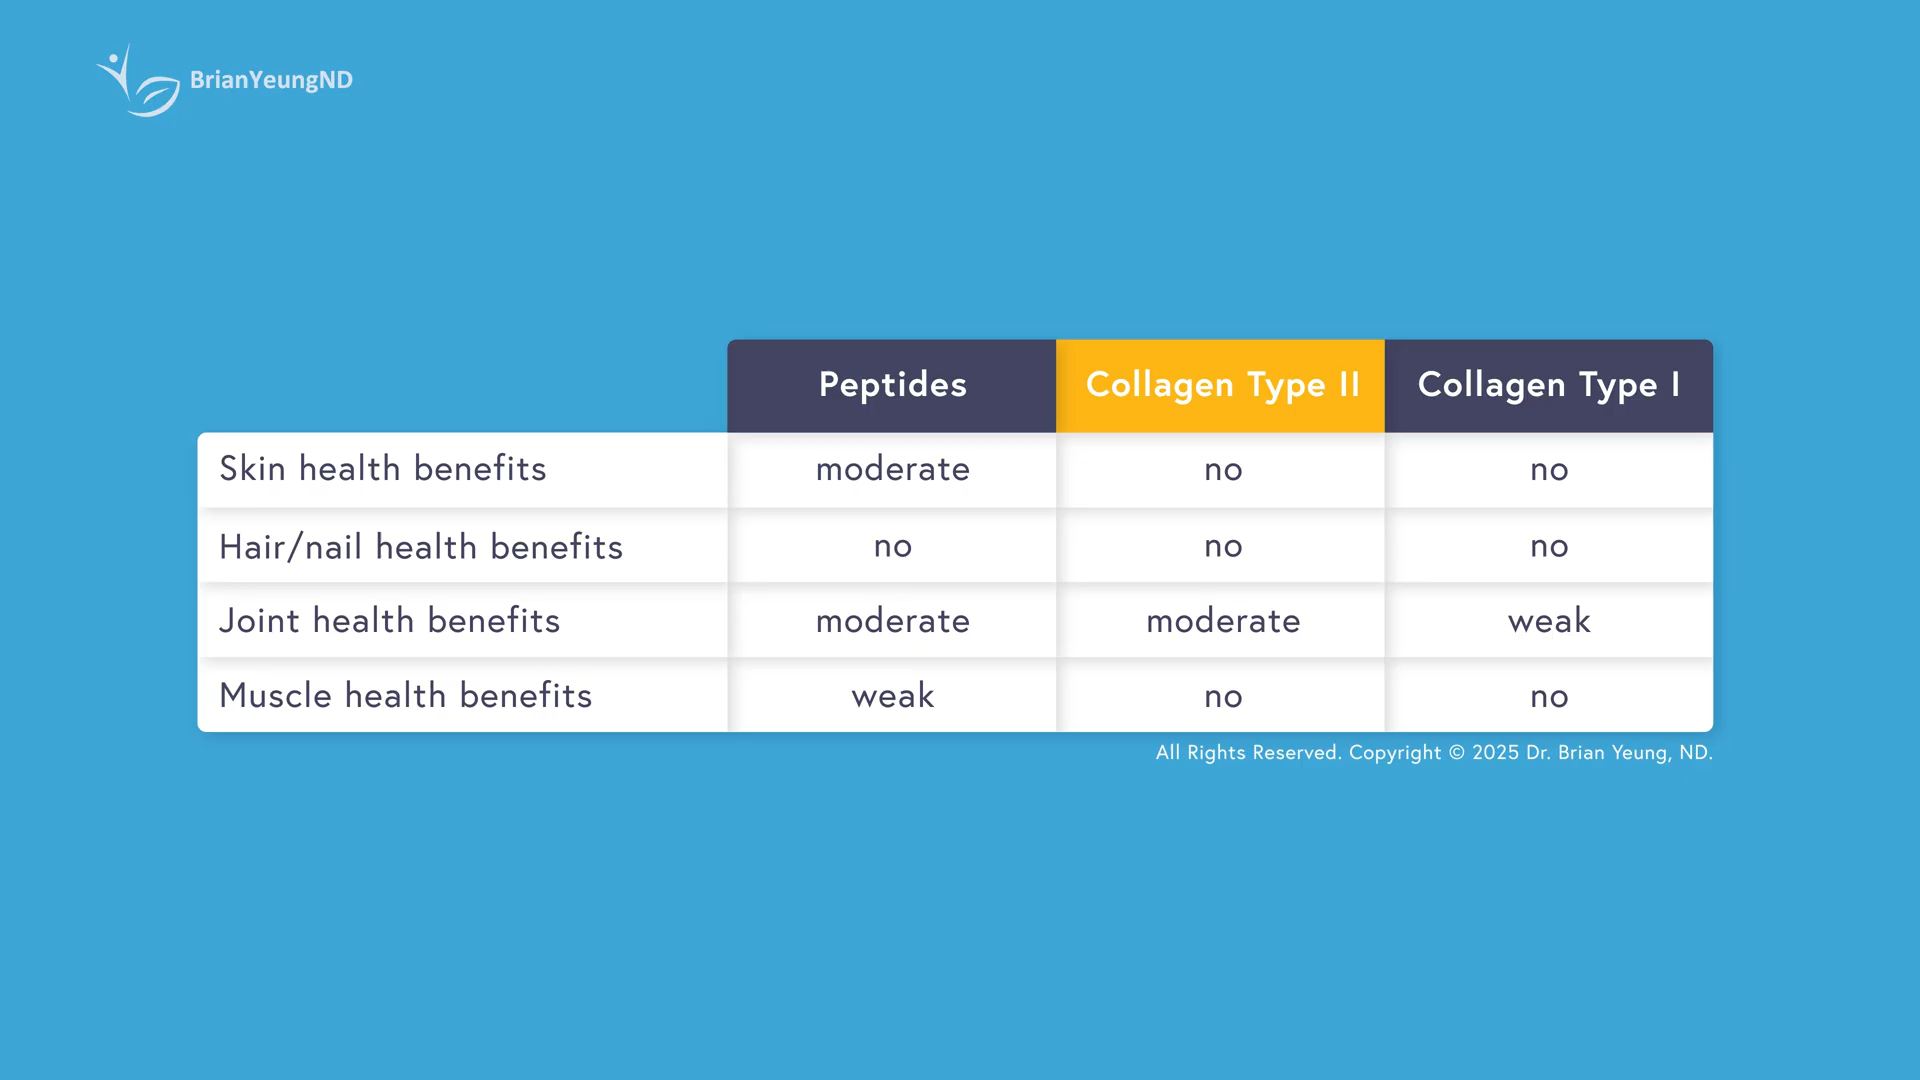 BrianYeungND
Peptides Collagen Type II Collagen Type I
Skin health benefits moderate no no
Hair/nail health benefits no no no
Joint health benefits moderate moderate weak
Muscle health benefits weak no no
All Rights Reserved. Copyright © 2025 Dr. Brian Yeung, ND.